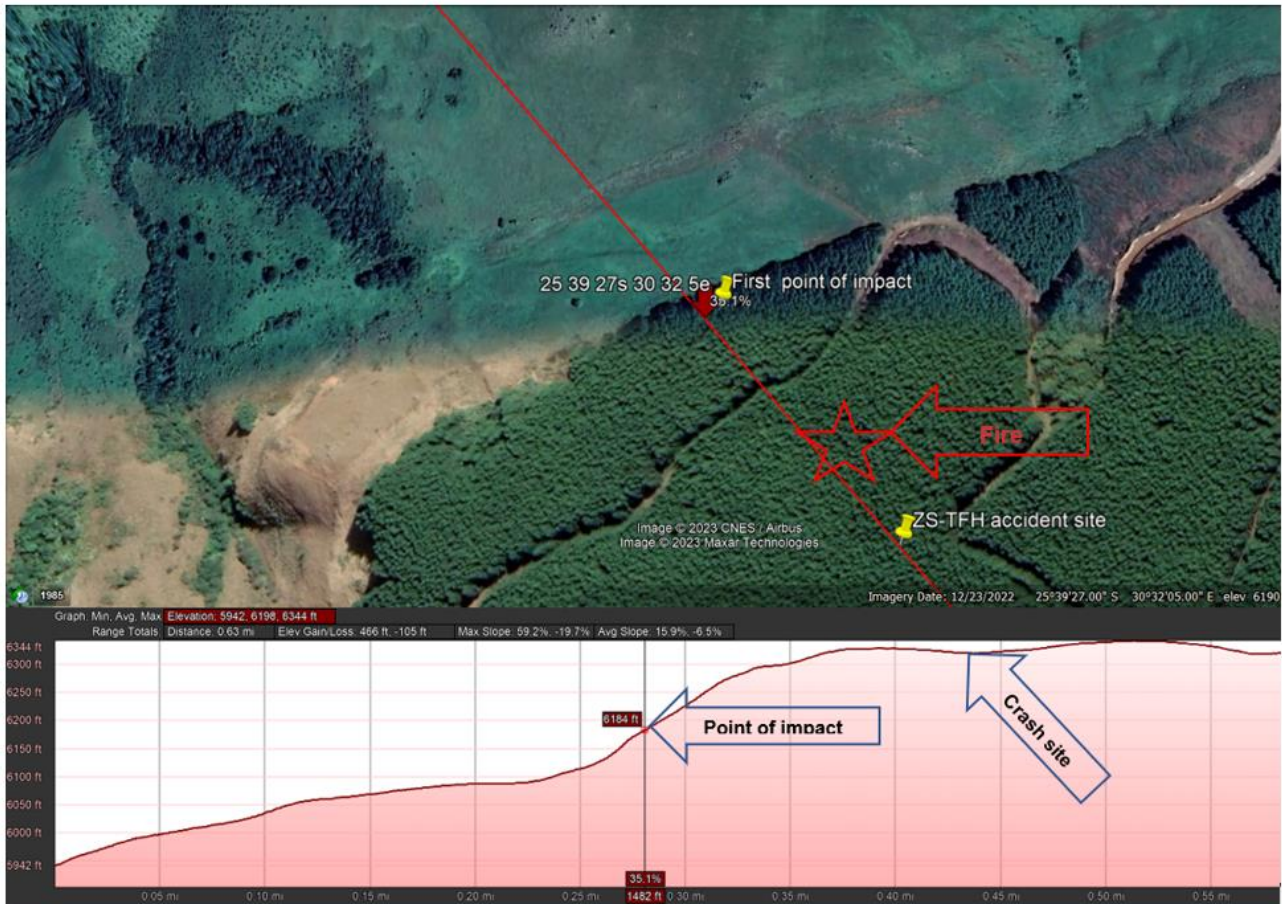 25 39 27s 30 32 5e
First point of impact
35.1%
Fire
ZS-TFH accident site
Image © 2023 CNES / Airbus
Image © 2023 Maxar Technologies
1985
Imagery Date: 12/23/2022 25°39'27.00" S 30°32'05.00" E elev 6190
Graph: Min, Avg, Max Elevation: 5942, 6198, 6344 ft
Range Totals: Distance: 0.63 mi Elev Gain/Loss: 466 ft, -105 ft Max Slope: 59.2%, -19.7% Avg Slope: 15.9%, -6.5%
6344 ft
6300 ft
6250 ft
6200 ft
6150 ft
6100 ft
6050 ft
6000 ft
5942 ft
6184 ft
Point of impact
Crash site
35.1%
0.05 mi 0.10 mi 0.15 mi 0.20 mi 0.25 mi 1482 ft 0.30 mi 0.35 mi 0.40 mi 0.45 mi 0.50 mi 0.55 mi